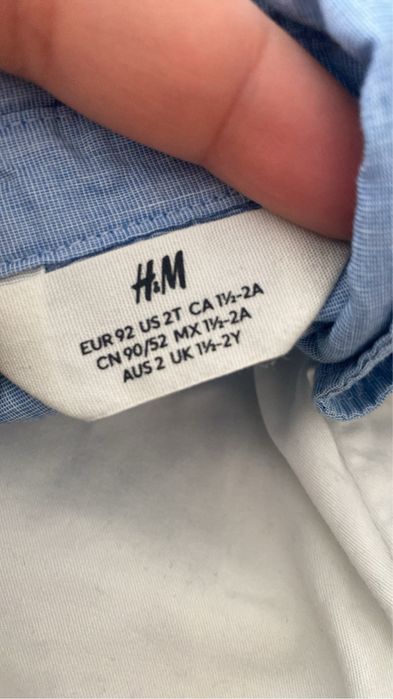 H&M
EUR 92 US 2T CA 1½-2A
CN 90/52 MX 1½-2A
AUS 2 UK 1½-2Y